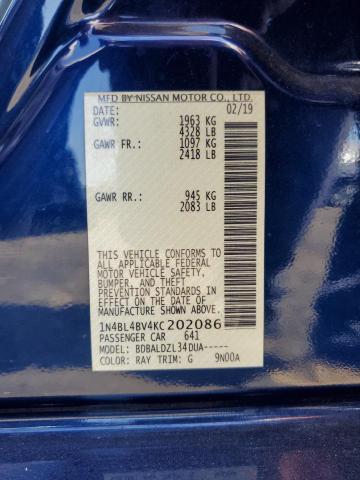 MFD BY NISSAN MOTOR CO., LTD.
DATE: 02/19
GVWR: 1963 KG
4328 LB
GAWR FR.: 1097 KG
2418 LB
GAWR RR.: 945 KG
2083 LB
THIS VEHICLE CONFORMS TO ALL
APPLICABLE FEDERAL
MOTOR VEHICLE SAFETY,
BUMPER, AND THEFT
PREVENTION STANDARDS IN
EFFECT ON THE DATE OF
MANUFACTURE SHOWN ABOVE.
1N4BL4BV4KC202086
PASSENGER CAR 641
MODEL: BDBALDZL34DUA-----
COLOR: RAY TRIM: G 9N00A